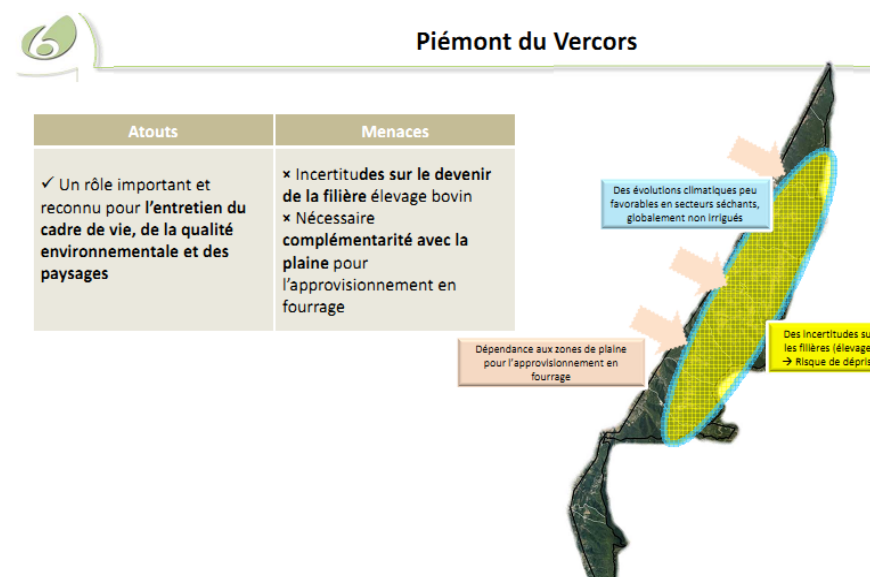 6
Piémont du Vercors
Atouts
Menaces
✓ Un rôle important et
reconnu pour l'entretien du
cadre de vie, de la qualité
environnementale et des
paysages
× Incertitudes sur le devenir
de la filière élevage bovin
× Nécessaire
complémentarité avec la
plaine pour
l'approvisionnement en
fourrage
Des évolutions climatiques peu
favorables en secteurs séchants,
globalement non irrigués
Dépendance aux zones de plaine
pour l'approvisionnement en
fourrage
Des incertitudes su
les filières (élevage
→ Risque de dépris